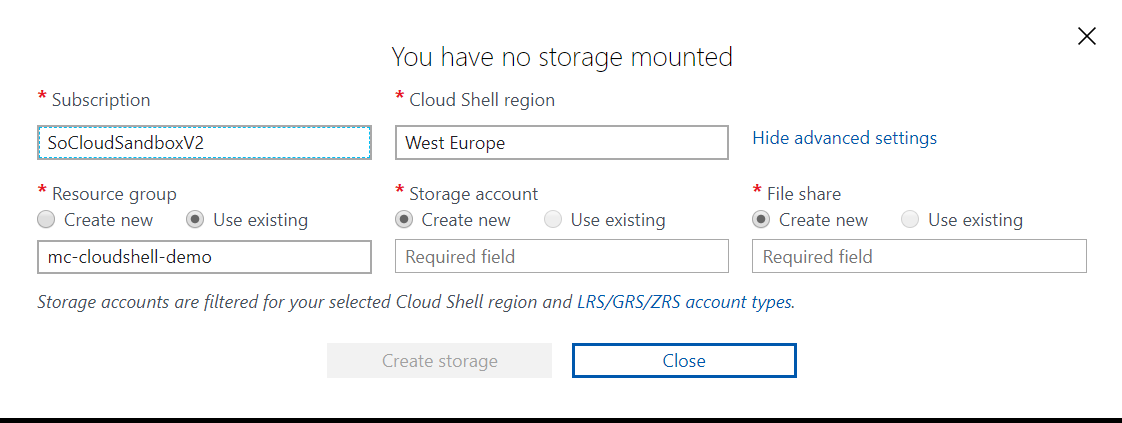 You have no storage mounted
* Subscription
* Cloud Shell region
SoCloudSandboxV2
West Europe
Hide advanced settings
* Resource group
* Storage account
* File share
Create new Use existing
Create new Use existing
Create new Use existing
mc-cloudshell-demo
Required field
Required field
Storage accounts are filtered for your selected Cloud Shell region and LRS/GRS/ZRS account types.
Create storage
Close